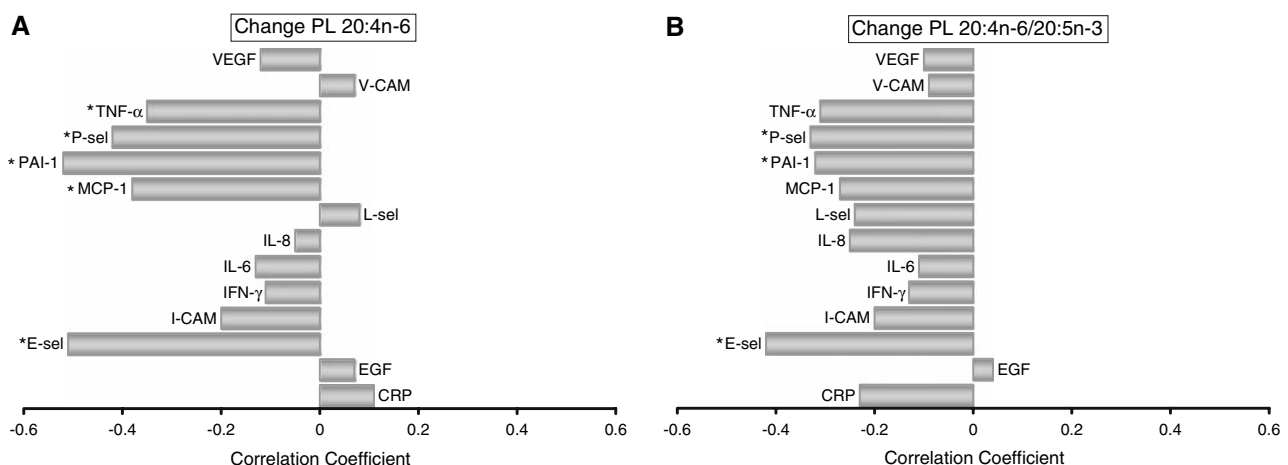 A
Change PL 20:4n-6
VEGF
V-CAM
*TNF-α
*P-sel
*PAI-1
*MCP-1
L-sel
IL-8
IL-6
IFN-γ
I-CAM
*E-sel
EGF
CRP
-0.6 -0.4 -0.2 0 0.2 0.4 0.6
Correlation Coefficient
B
Change PL 20:4n-6/20:5n-3
VEGF
V-CAM
TNF-α
*P-sel
*PAI-1
MCP-1
L-sel
IL-8
IL-6
IFN-γ
I-CAM
*E-sel
EGF
CRP
-0.6 -0.4 -0.2 0 0.2 0.4 0.6
Correlation Coefficient